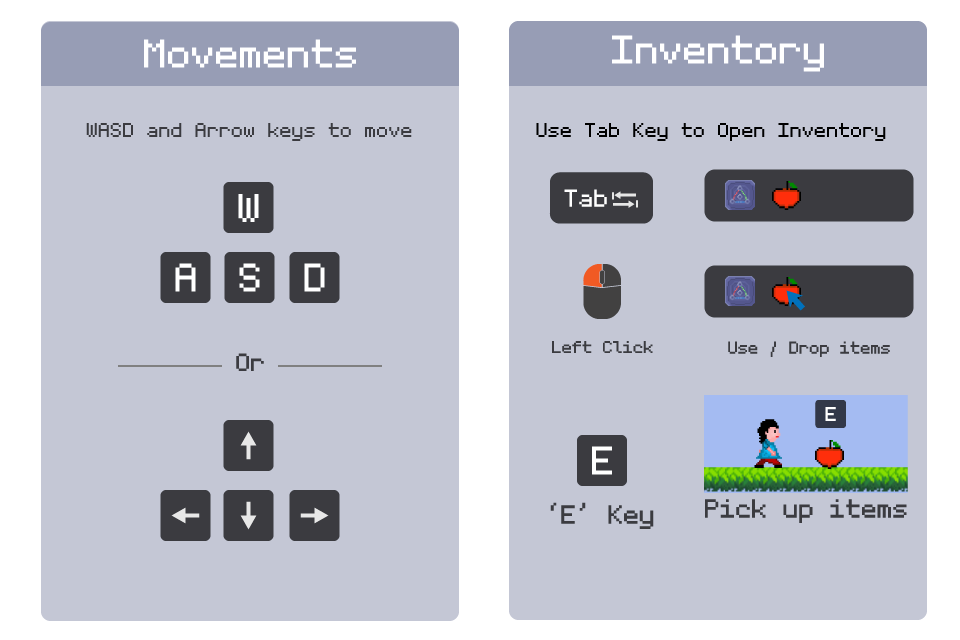 Movements
WASD and Arrow keys to move
W
A S D
Or
Inventory
Use Tab Key to Open Inventory
Tab
Left Click
Use / Drop items
E
E
‘E’ Key
Pick up items